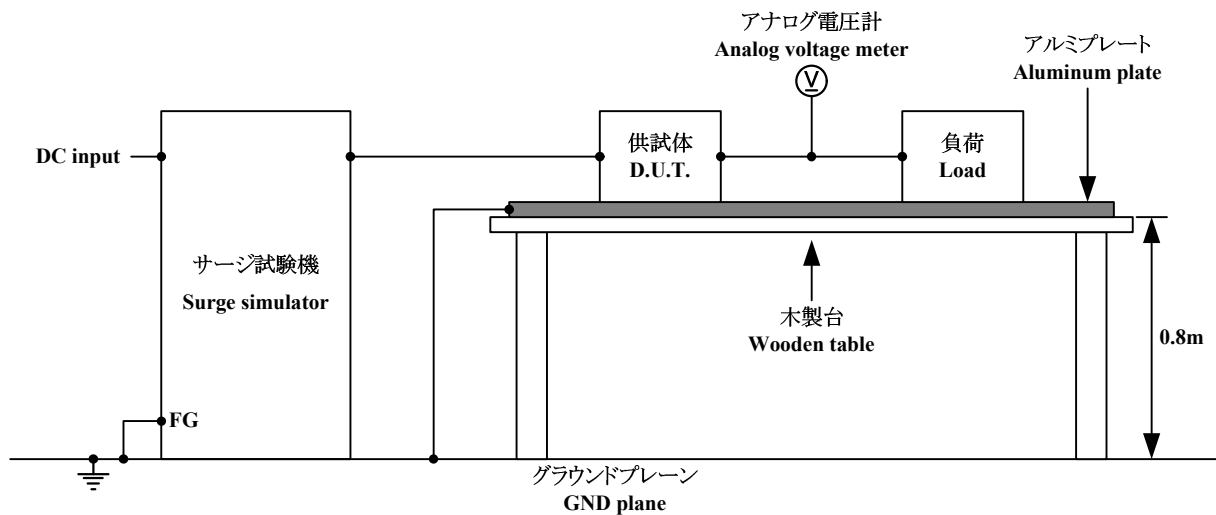 アナログ電圧計
Analog voltage meter
V
アルミプレート
Aluminum plate
DC input
サージ試験機
Surge simulator
FG
供試体
D.U.T.
負荷
Load
木製台
Wooden table
0.8m
グラウンドプレーン
GND plane